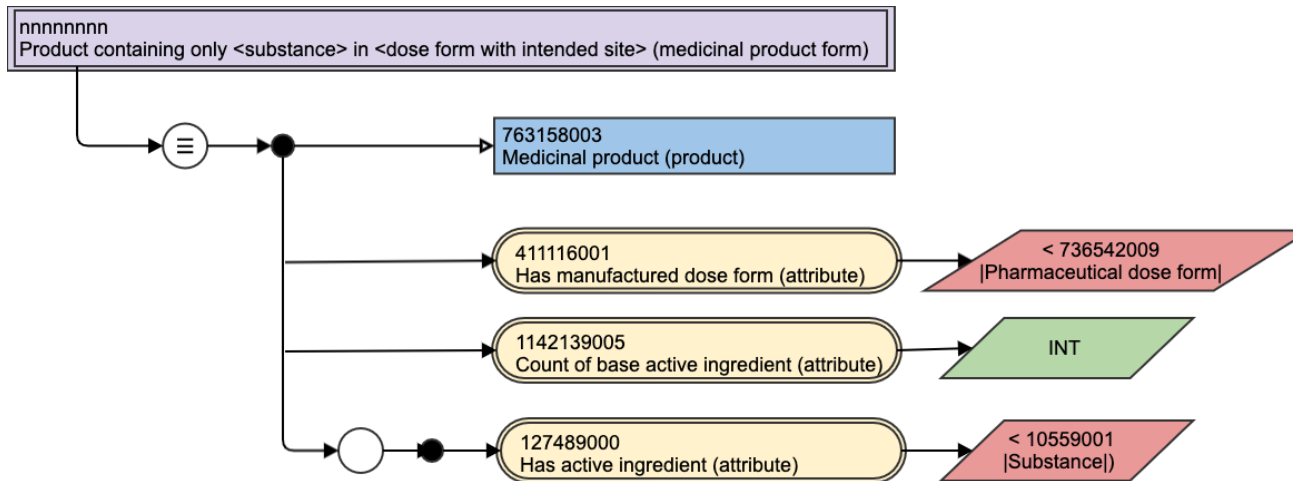 nnnnnnnn
Product containing only <substance> in <dose form with intended site> (medicinal product form)
≡
763158003
Medicinal product (product)
411116001
Has manufactured dose form (attribute)
< 736542009
|Pharmaceutical dose form|
1142139005
Count of base active ingredient (attribute)
INT
127489000
Has active ingredient (attribute)
< 10559001
|Substance|)